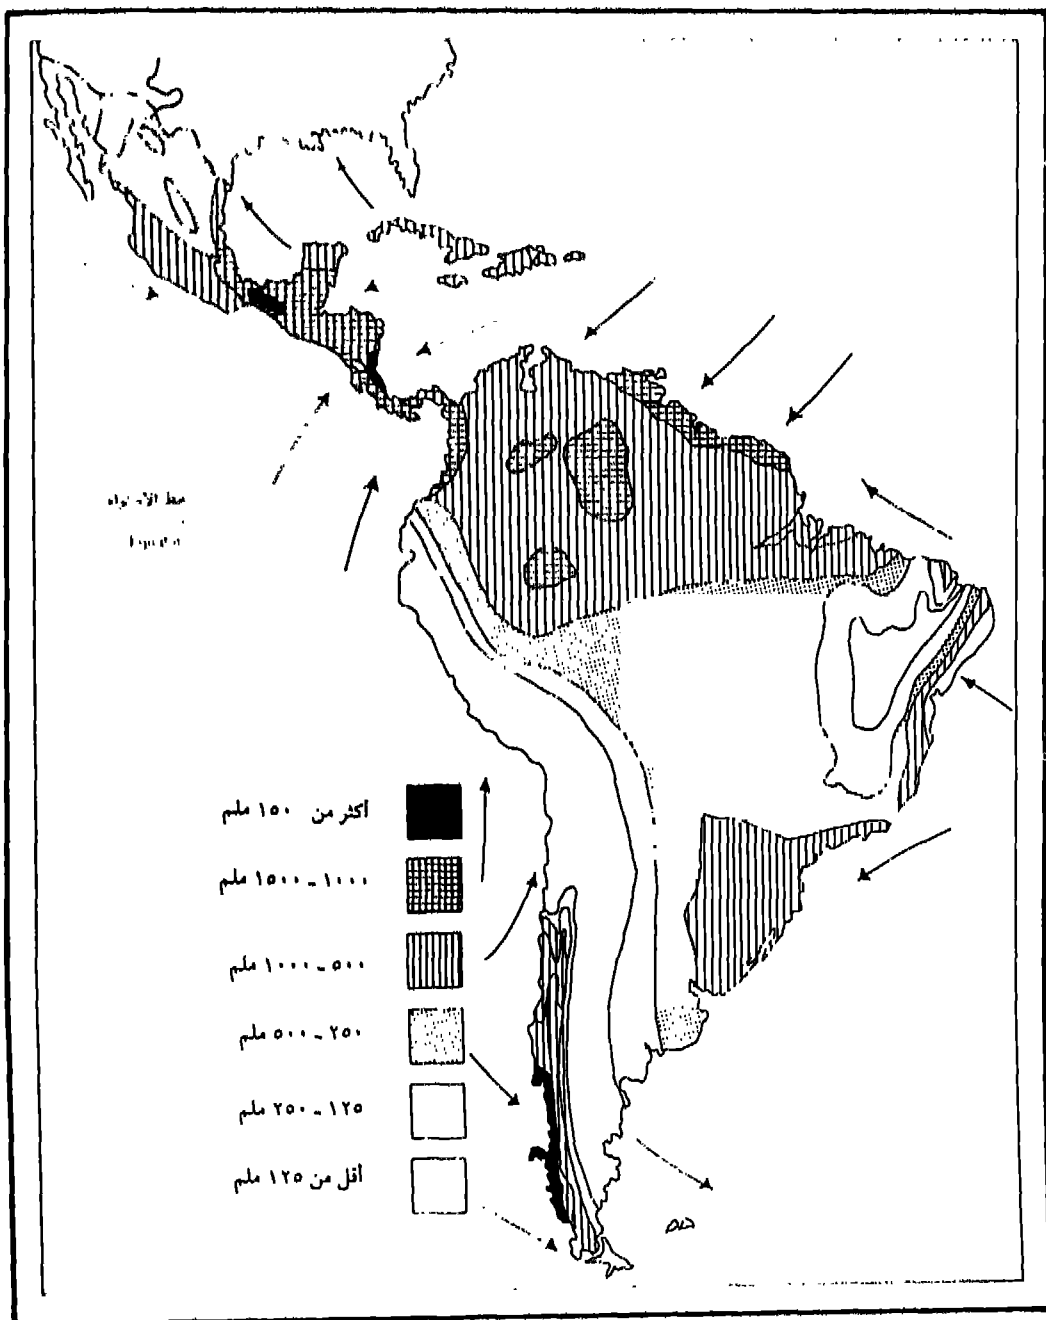 أكثر من ١٥٠ ملم
١٠٠٠ - ١٥٠٠ ملم
٥٠٠ - ١٠٠٠ ملم
٢٥٠ - ٥٠٠ ملم
١٢٥ - ٢٥٠ ملم
أقل من ١٢٥ ملم